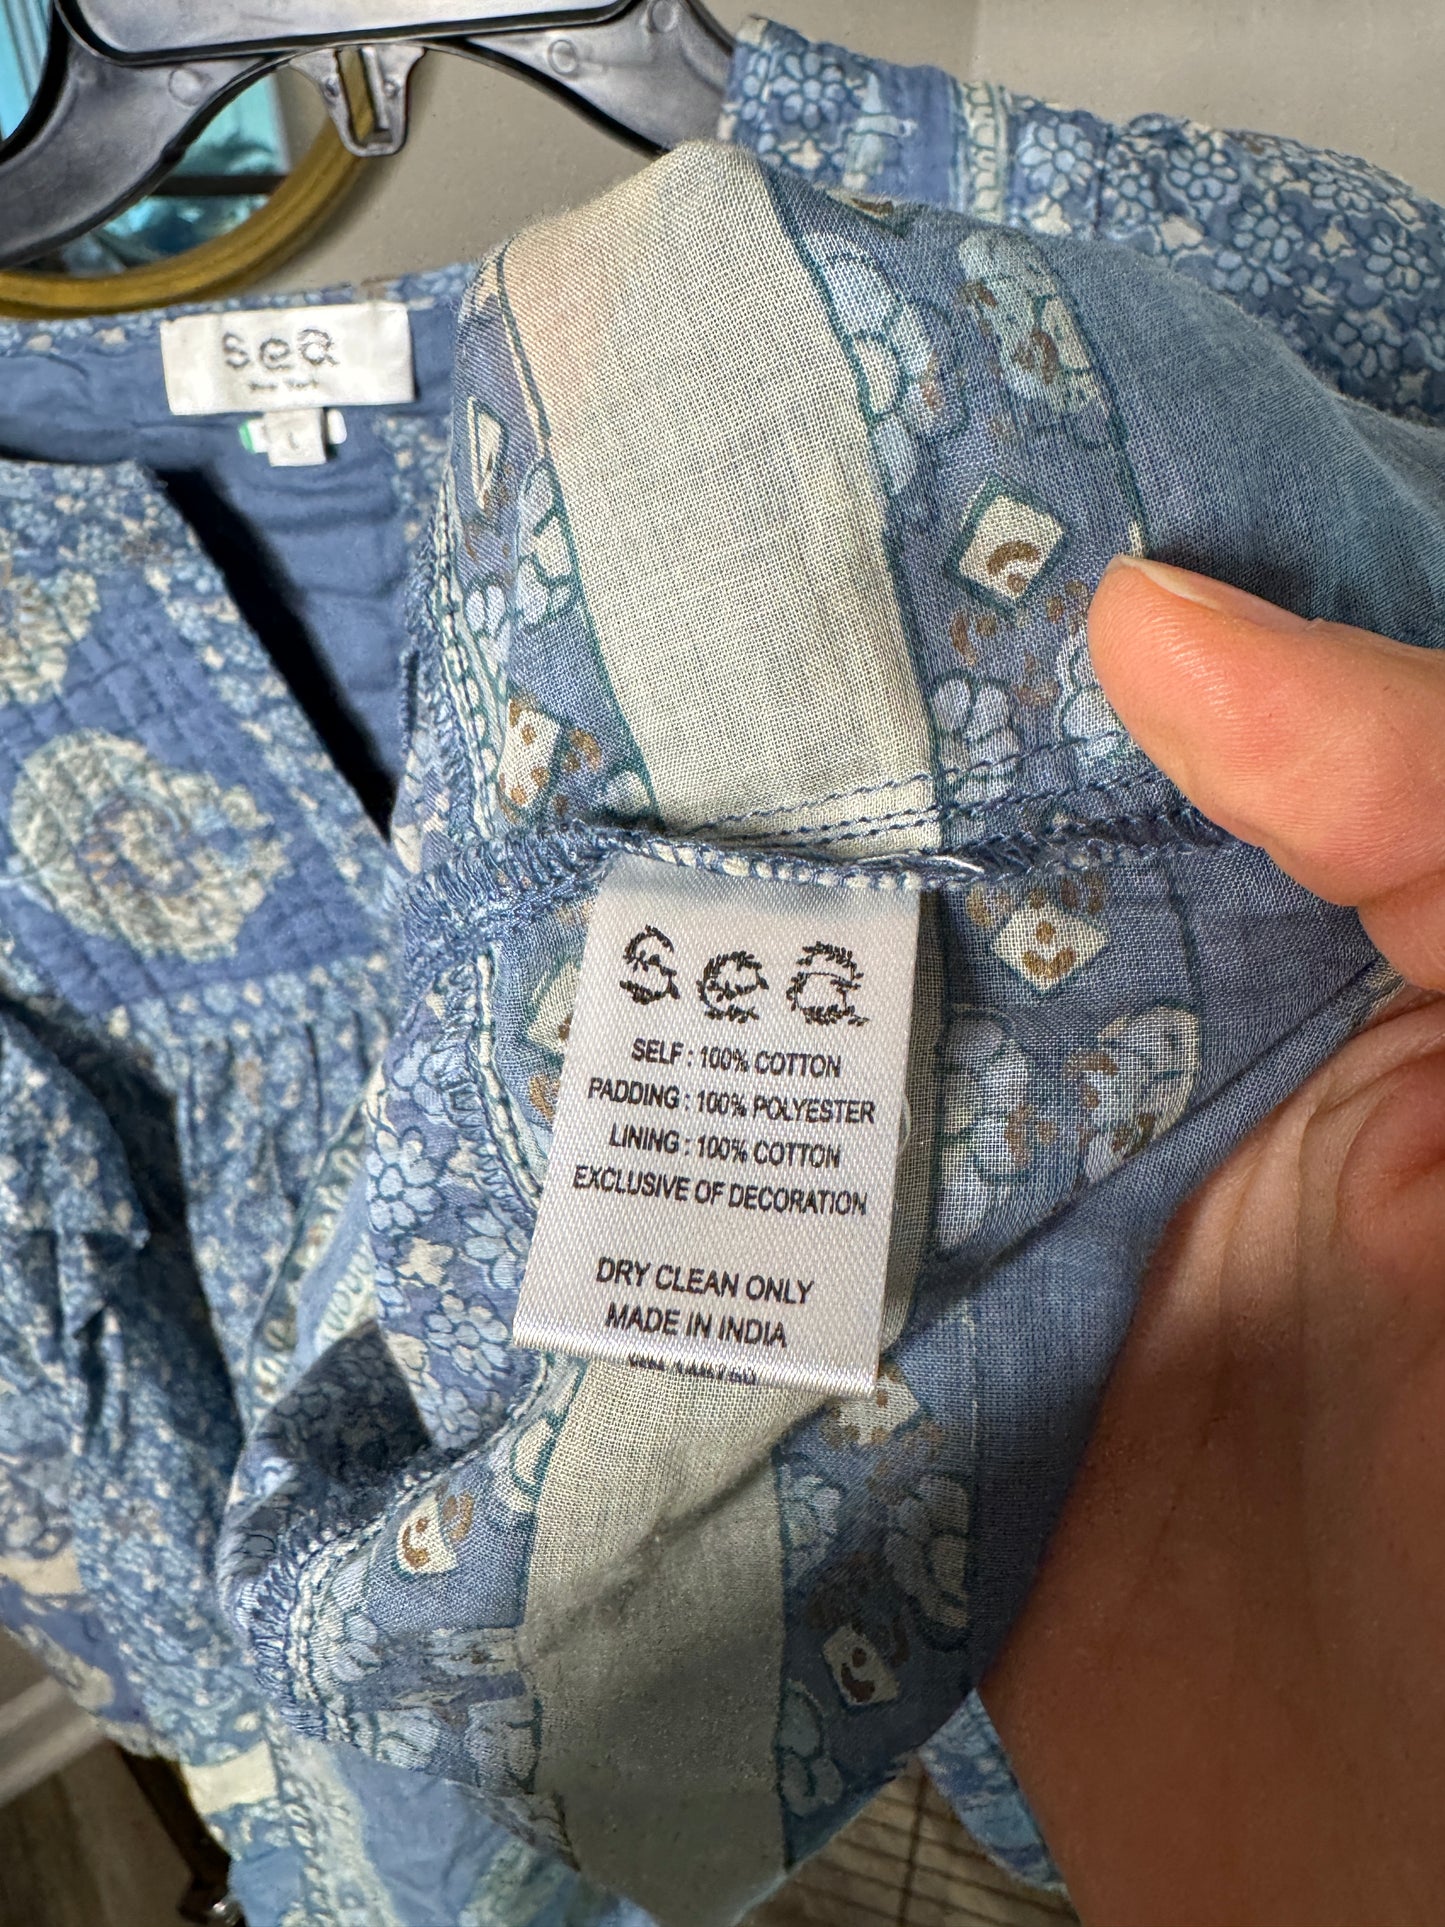 Sea
New York
L
Sea
SELF : 100% COTTON
PADDING : 100% POLYESTER
LINING : 100% COTTON
EXCLUSIVE OF DECORATION
DRY CLEAN ONLY
MADE IN INDIA